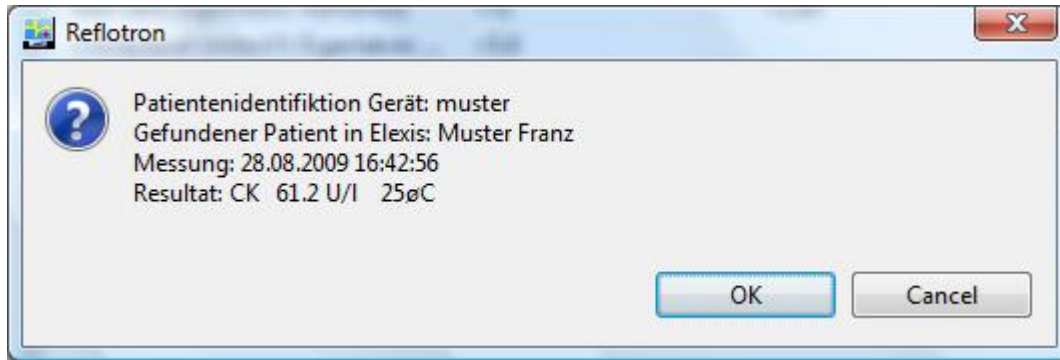 Reflotron
Patientenidentifiktion Gerät: muster
Gefundener Patient in Elexis: Muster Franz
Messung: 28.08.2009 16:42:56
Resultat: CK 61.2 U/l 25øC
OK
Cancel